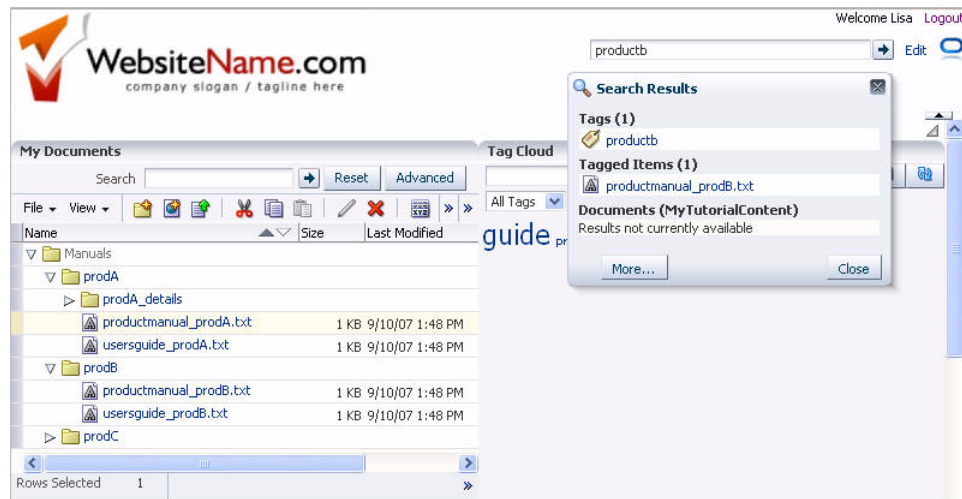 Welcome Lisa Logout
productb Edit
WebsiteName.com
company slogan / tagline here
Search Results
Tags (1)
productb
Tagged Items (1)
productmanual_prodB.txt
Documents (MyTutorialContent)
Results not currently available
More... Close
My Documents
Search Reset Advanced
File View
Name Size Last Modified
Manuals
prodA
prodA_details
productmanual_prodA.txt 1 KB 9/10/07 1:48 PM
usersguide_prodA.txt 1 KB 9/10/07 1:48 PM
prodB
productmanual_prodB.txt 1 KB 9/10/07 1:48 PM
usersguide_prodB.txt 1 KB 9/10/07 1:48 PM
prodC
Rows Selected 1
Tag Cloud
All Tags
guide pr